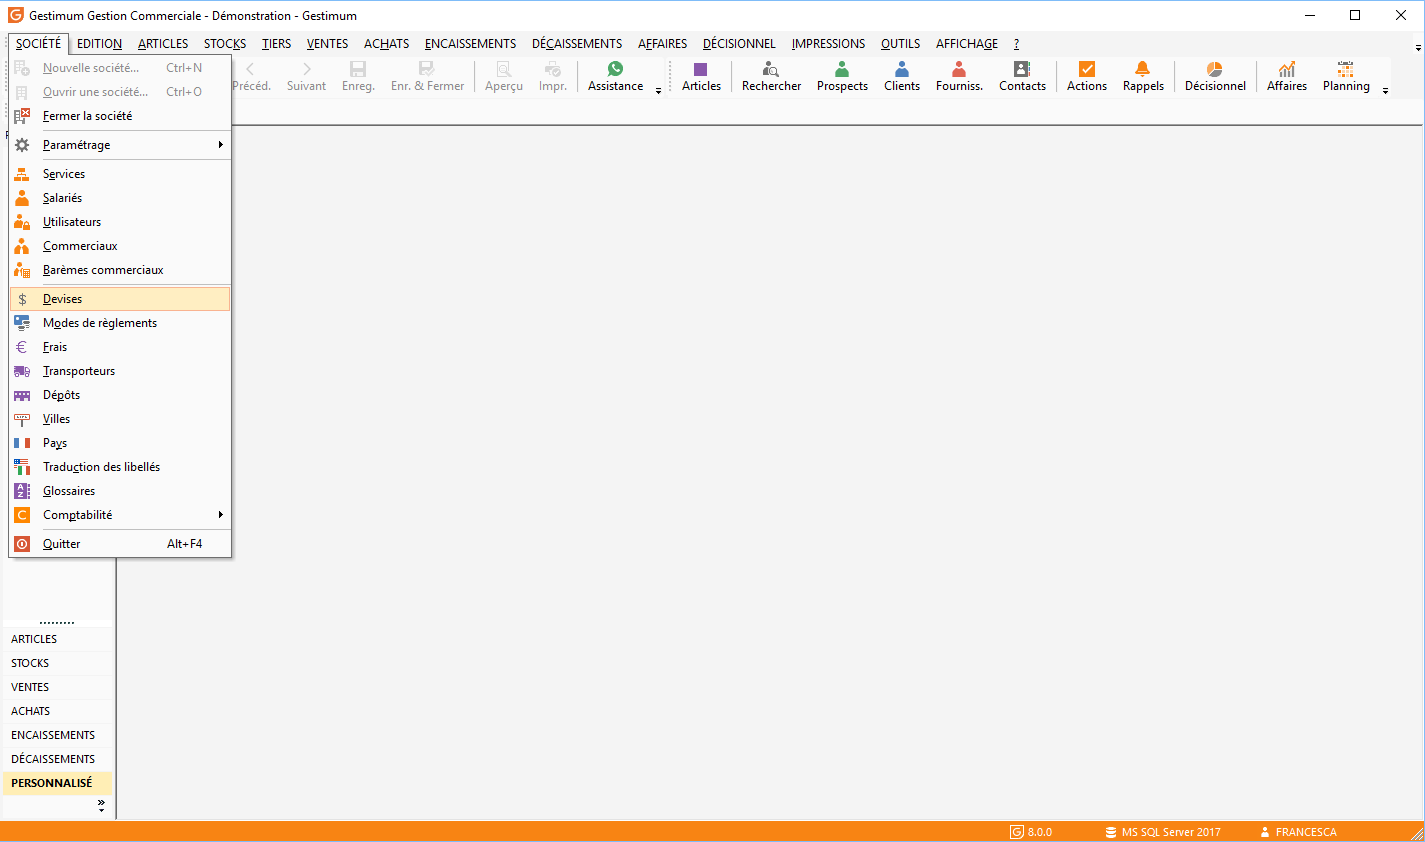 Gestimum Gestion Commerciale - Démonstration - Gestimum
SOCIÉTÉ EDITION ARTICLES STOCKS TIERS VENTES ACHATS ENCAISSEMENTS DÉCAISSEMENTS AFFAIRES DÉCISIONNEL IMPRESSIONS OUTILS AFFICHAGE ?
Précéd. Suivant Enreg. Enr. & Fermer Aperçu Impr. Assistance Articles Rechercher Prospects Clients Fourniss. Contacts Actions Rappels Décisionnel Affaires Planning
Nouvelle société... Ctrl+N
Ouvrir une société... Ctrl+O
Fermer la société
Paramétrage
Services
Salariés
Utilisateurs
Commerciaux
Barèmes commerciaux
Devises
Modes de règlements
Frais
Transporteurs
Dépôts
Villes
Pays
Traduction des libellés
Glossaires
Comptabilité
Quitter Alt+F4
ARTICLES
STOCKS
VENTES
ACHATS
ENCAISSEMENTS
DÉCAISSEMENTS
PERSONNALISÉ
8.0.0 MS SQL Server 2017 FRANCESCA